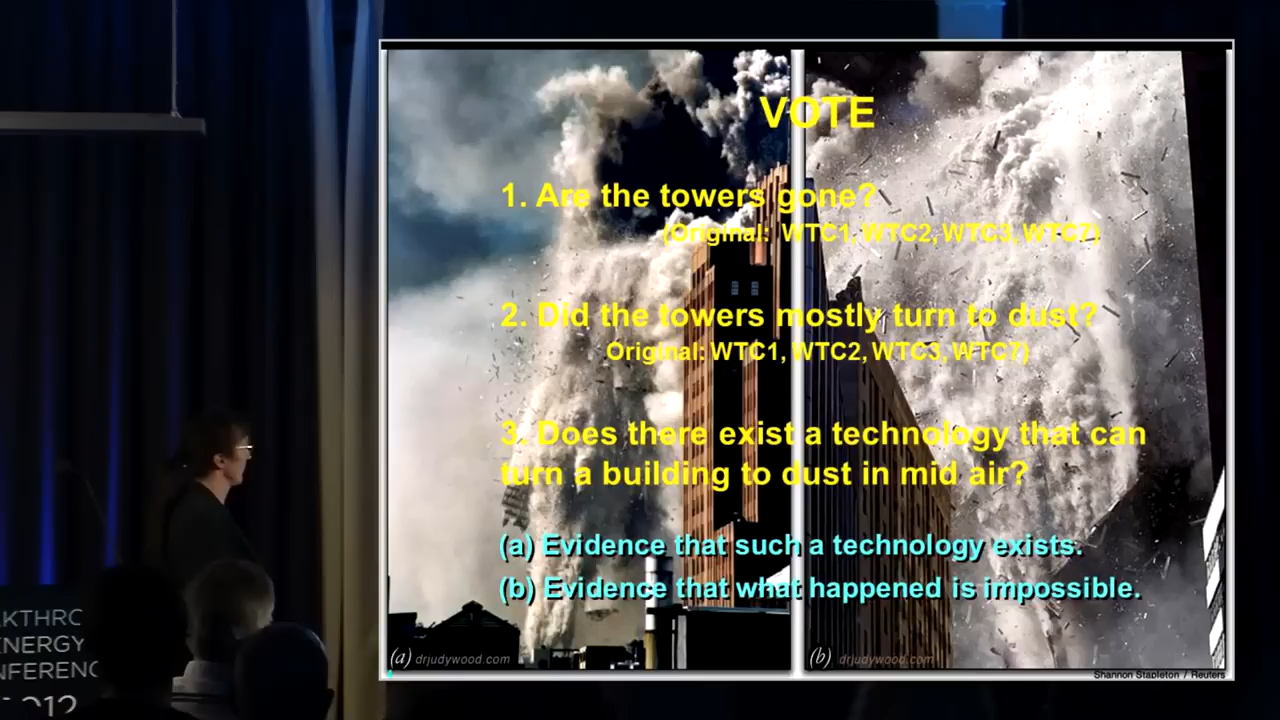 VOTE
1. Are the towers gone?
(Original: WTC1, WTC2, WTC3, WTC7)
2. Did the towers mostly turn to dust?
Original: WTC1, WTC2, WTC3, WTC7)
3. Does there exist a technology that can
turn a building to dust in mid air?
(a) Evidence that such a technology exists.
(b) Evidence that what happened is impossible.
(a) drjudywood.com
(b) drjudywood.com
Shannon Stapleton / Reuters
AKTHRO
ENERGY
NFERENC
2012